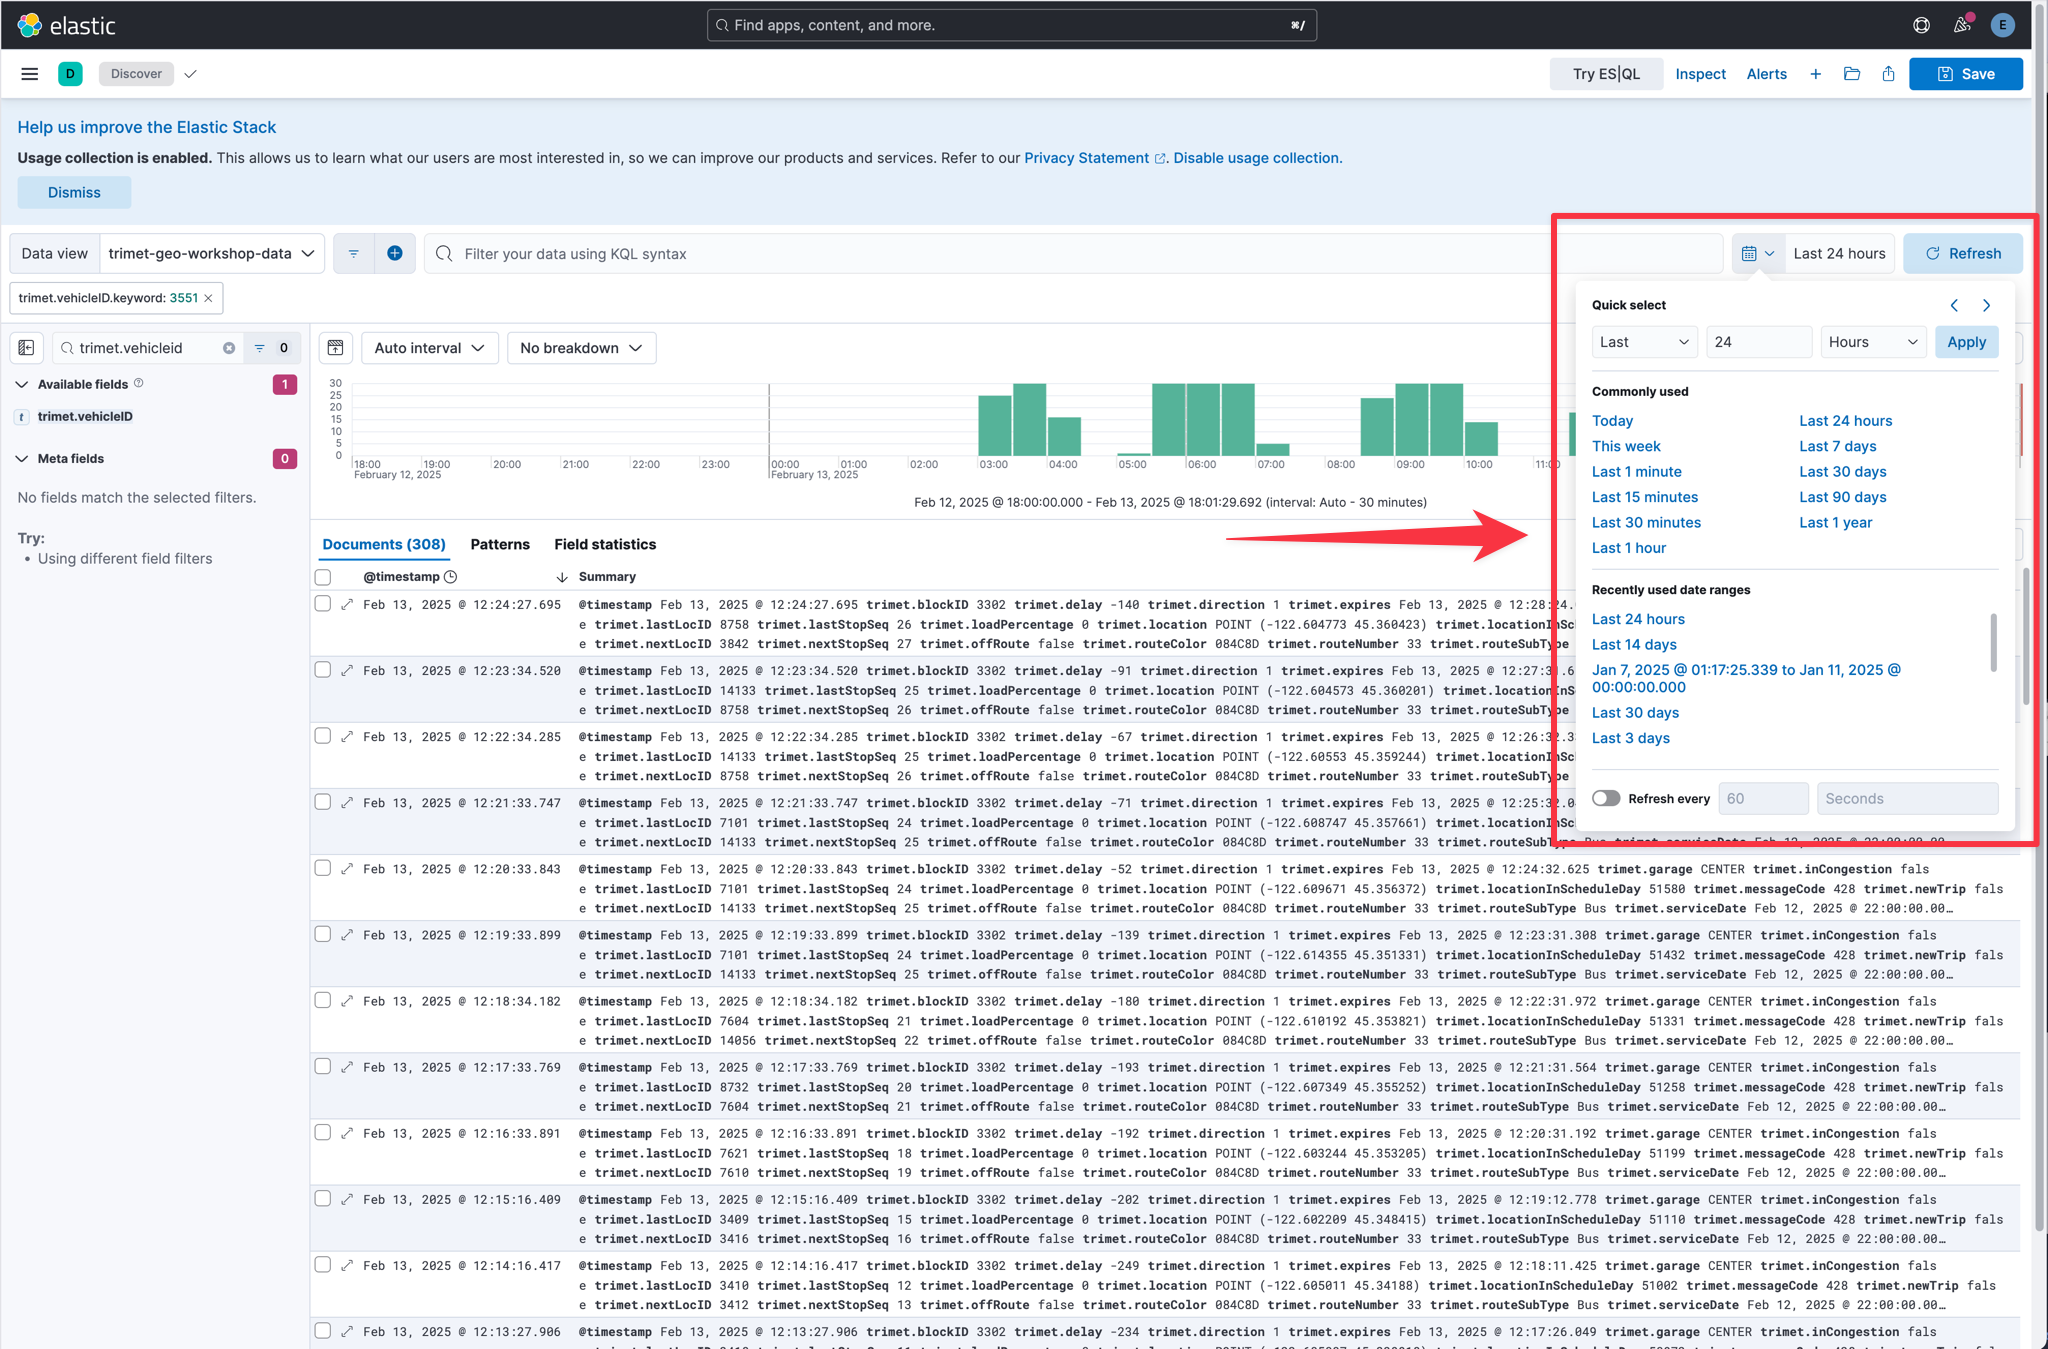 elastic
Find apps, content, and more.
⌘/
E
D
Discover
Try ES|QL
Inspect
Alerts
Save
Help us improve the Elastic Stack
Usage collection is enabled. This allows us to learn what our users are most interested in, so we can improve our products and services. Refer to our Privacy Statement. Disable usage collection.
Dismiss
Data view
trimet-geo-workshop-data
Filter your data using KQL syntax
Last 24 hours
Refresh
trimet.vehicleID.keyword: 3551
trimet.vehicleid
0
Available fields
1
t trimet.vehicleID
Meta fields
0
No fields match the selected filters.
Try:
• Using different field filters
Auto interval
No breakdown
30
25
20
15
10
5
0
18:00 19:00 20:00 21:00 22:00 23:00 00:00 01:00 02:00 03:00 04:00 05:00 06:00 07:00 08:00 09:00 10:00 11:00
February 12, 2025 February 13, 2025
Feb 12, 2025 @ 18:00:00.000 - Feb 13, 2025 @ 18:01:29.692 (interval: Auto - 30 minutes)
Quick select
Last 24 Hours Apply
Commonly used
Today Last 24 hours
This week Last 7 days
Last 1 minute Last 30 days
Last 15 minutes Last 90 days
Last 30 minutes Last 1 year
Last 1 hour
Recently used date ranges
Last 24 hours
Last 14 days
Jan 7, 2025 @ 01:17:25.339 to Jan 11, 2025 @
00:00:00.000
Last 30 days
Last 3 days
Refresh every 60 Seconds
Documents (308) Patterns Field statistics
@timestamp Summary
Feb 13, 2025 @ 12:24:27.695 @timestamp Feb 13, 2025 @ 12:24:27.695 trimet.blockID 3302 trimet.delay -140 trimet.direction 1 trimet.expires Feb 13, 2025 @ 12:28:24.
e trimet.lastLocID 8758 trimet.lastStopSeq 26 trimet.loadPercentage 0 trimet.location POINT (-122.604773 45.360423) trimet.locationInSc
e trimet.nextLocID 3842 trimet.nextStopSeq 27 trimet.offRoute false trimet.routeColor 084C8D trimet.routeNumber 33 trimet.routeSubType
Feb 13, 2025 @ 12:23:34.520 @timestamp Feb 13, 2025 @ 12:23:34.520 trimet.blockID 3302 trimet.delay -91 trimet.direction 1 trimet.expires Feb 13, 2025 @ 12:27:31.6
e trimet.lastLocID 14133 trimet.lastStopSeq 25 trimet.loadPercentage 0 trimet.location POINT (-122.604573 45.360201) trimet.locationInS
e trimet.nextLocID 8758 trimet.nextStopSeq 26 trimet.offRoute false trimet.routeColor 084C8D trimet.routeNumber 33 trimet.routeSubType
Feb 13, 2025 @ 12:22:34.285 @timestamp Feb 13, 2025 @ 12:22:34.285 trimet.blockID 3302 trimet.delay -67 trimet.direction 1 trimet.expires Feb 13, 2025 @ 12:26:32.3
e trimet.lastLocID 14133 trimet.lastStopSeq 25 trimet.loadPercentage 0 trimet.location POINT (-122.60553 45.359244) trimet.locationInSc
e trimet.nextLocID 8758 trimet.nextStopSeq 26 trimet.offRoute false trimet.routeColor 084C8D trimet.routeNumber 33 trimet.routeSubType
Feb 13, 2025 @ 12:21:33.747 @timestamp Feb 13, 2025 @ 12:21:33.747 trimet.blockID 3302 trimet.delay -71 trimet.direction 1 trimet.expires Feb 13, 2025 @ 12:25:32.0
e trimet.lastLocID 7101 trimet.lastStopSeq 24 trimet.loadPercentage 0 trimet.location POINT (-122.608747 45.357661) trimet.locationInSc
e trimet.nextLocID 14133 trimet.nextStopSeq 25 trimet.offRoute false trimet.routeColor 084C8D trimet.routeNumber 33 trimet.routeSubType
Feb 13, 2025 @ 12:20:33.843 @timestamp Feb 13, 2025 @ 12:20:33.843 trimet.blockID 3302 trimet.delay -52 trimet.direction 1 trimet.expires Feb 13, 2025 @ 12:24:32.625 trimet.garage CENTER trimet.inCongestion fals
e trimet.lastLocID 7101 trimet.lastStopSeq 24 trimet.loadPercentage 0 trimet.location POINT (-122.609671 45.356372) trimet.locationInScheduleDay 51580 trimet.messageCode 428 trimet.newTrip fals
e trimet.nextLocID 14133 trimet.nextStopSeq 25 trimet.offRoute false trimet.routeColor 084C8D trimet.routeNumber 33 trimet.routeSubType Bus trimet.serviceDate Feb 12, 2025 @ 22:00:00.00…
Feb 13, 2025 @ 12:19:33.899 @timestamp Feb 13, 2025 @ 12:19:33.899 trimet.blockID 3302 trimet.delay -139 trimet.direction 1 trimet.expires Feb 13, 2025 @ 12:23:31.308 trimet.garage CENTER trimet.inCongestion fals
e trimet.lastLocID 7101 trimet.lastStopSeq 24 trimet.loadPercentage 0 trimet.location POINT (-122.614355 45.351331) trimet.locationInScheduleDay 51432 trimet.messageCode 428 trimet.newTrip fals
e trimet.nextLocID 14133 trimet.nextStopSeq 25 trimet.offRoute false trimet.routeColor 084C8D trimet.routeNumber 33 trimet.routeSubType Bus trimet.serviceDate Feb 12, 2025 @ 22:00:00.00…
Feb 13, 2025 @ 12:18:34.182 @timestamp Feb 13, 2025 @ 12:18:34.182 trimet.blockID 3302 trimet.delay -180 trimet.direction 1 trimet.expires Feb 13, 2025 @ 12:22:31.972 trimet.garage CENTER trimet.inCongestion fals
e trimet.lastLocID 7604 trimet.lastStopSeq 21 trimet.loadPercentage 0 trimet.location POINT (-122.610192 45.353821) trimet.locationInScheduleDay 51331 trimet.messageCode 428 trimet.newTrip fals
e trimet.nextLocID 14056 trimet.nextStopSeq 22 trimet.offRoute false trimet.routeColor 084C8D trimet.routeNumber 33 trimet.routeSubType Bus trimet.serviceDate Feb 12, 2025 @ 22:00:00.00…
Feb 13, 2025 @ 12:17:33.769 @timestamp Feb 13, 2025 @ 12:17:33.769 trimet.blockID 3302 trimet.delay -193 trimet.direction 1 trimet.expires Feb 13, 2025 @ 12:21:31.564 trimet.garage CENTER trimet.inCongestion fals
e trimet.lastLocID 8732 trimet.lastStopSeq 20 trimet.loadPercentage 0 trimet.location POINT (-122.607349 45.355252) trimet.locationInScheduleDay 51258 trimet.messageCode 428 trimet.newTrip fals
e trimet.nextLocID 7604 trimet.nextStopSeq 21 trimet.offRoute false trimet.routeColor 084C8D trimet.routeNumber 33 trimet.routeSubType Bus trimet.serviceDate Feb 12, 2025 @ 22:00:00.00…
Feb 13, 2025 @ 12:16:33.891 @timestamp Feb 13, 2025 @ 12:16:33.891 trimet.blockID 3302 trimet.delay -192 trimet.direction 1 trimet.expires Feb 13, 2025 @ 12:20:31.192 trimet.garage CENTER trimet.inCongestion fals
e trimet.lastLocID 7621 trimet.lastStopSeq 18 trimet.loadPercentage 0 trimet.location POINT (-122.603244 45.353205) trimet.locationInScheduleDay 51199 trimet.messageCode 428 trimet.newTrip fals
e trimet.nextLocID 7610 trimet.nextStopSeq 19 trimet.offRoute false trimet.routeColor 084C8D trimet.routeNumber 33 trimet.routeSubType Bus trimet.serviceDate Feb 12, 2025 @ 22:00:00.00…
Feb 13, 2025 @ 12:15:16.409 @timestamp Feb 13, 2025 @ 12:15:16.409 trimet.blockID 3302 trimet.delay -202 trimet.direction 1 trimet.expires Feb 13, 2025 @ 12:19:12.778 trimet.garage CENTER trimet.inCongestion fals
e trimet.lastLocID 3409 trimet.lastStopSeq 15 trimet.loadPercentage 0 trimet.location POINT (-122.602209 45.348415) trimet.locationInScheduleDay 51110 trimet.messageCode 428 trimet.newTrip fals
e trimet.nextLocID 3416 trimet.nextStopSeq 16 trimet.offRoute false trimet.routeColor 084C8D trimet.routeNumber 33 trimet.routeSubType Bus trimet.serviceDate Feb 12, 2025 @ 22:00:00.00…
Feb 13, 2025 @ 12:14:16.417 @timestamp Feb 13, 2025 @ 12:14:16.417 trimet.blockID 3302 trimet.delay -249 trimet.direction 1 trimet.expires Feb 13, 2025 @ 12:18:11.425 trimet.garage CENTER trimet.inCongestion fals
e trimet.lastLocID 3410 trimet.lastStopSeq 12 trimet.loadPercentage 0 trimet.location POINT (-122.605011 45.34188) trimet.locationInScheduleDay 51002 trimet.messageCode 428 trimet.newTrip fals
e trimet.nextLocID 3412 trimet.nextStopSeq 13 trimet.offRoute false trimet.routeColor 084C8D trimet.routeNumber 33 trimet.routeSubType Bus trimet.serviceDate Feb 12, 2025 @ 22:00:00.00…
Feb 13, 2025 @ 12:13:27.906 @timestamp Feb 13, 2025 @ 12:13:27.906 trimet.blockID 3302 trimet.delay -234 trimet.direction 1 trimet.expires Feb 13, 2025 @ 12:17:26.049 trimet.garage CENTER trimet.inCongestion fals